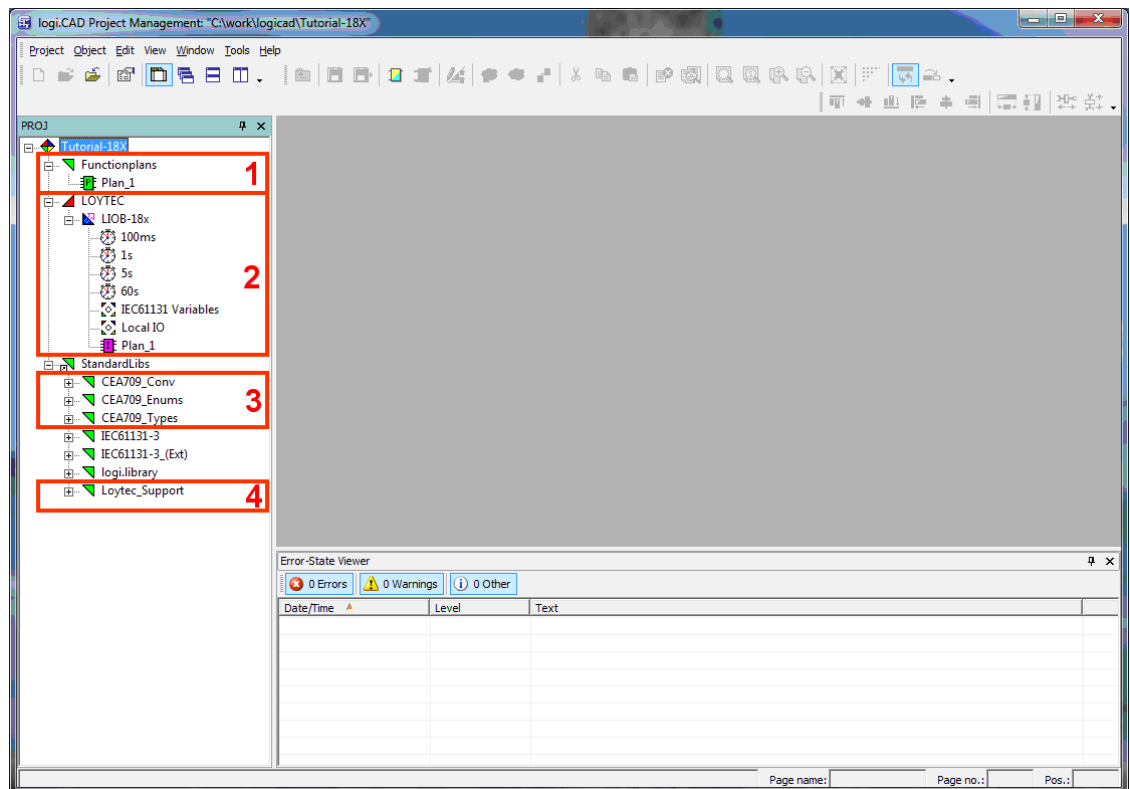 logi.CAD Project Management: "C:\work\logicad\Tutorial-18X"
Project Object Edit View Window Tools Help
PROJ
Tutorial-18X
Functionplans
Plan_1
1
LOYTEC
LIOB-18x
100ms
1s
5s
60s
IEC61131 Variables
Local IO
Plan_1
2
StandardLibs
CEA709_Conv
CEA709_Enums
CEA709_Types
3
IEC61131-3
IEC61131-3_(Ext)
logi.library
Loytec_Support
4
Error-State Viewer
0 Errors 0 Warnings 0 Other
Date/Time Level Text
Page name: Page no.: Pos.: